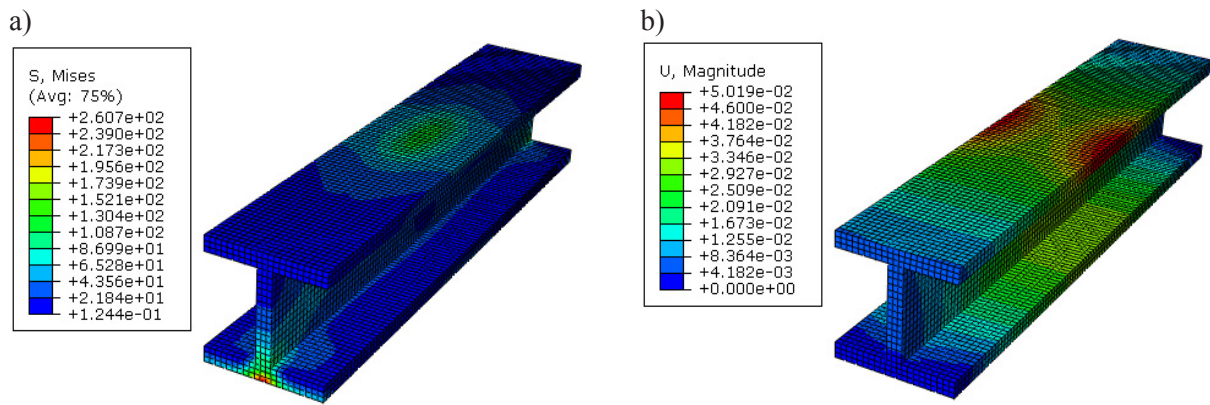 a)
S, Mises
(Avg: 75%)
+2.607e+02
+2.390e+02
+2.173e+02
+1.956e+02
+1.739e+02
+1.521e+02
+1.304e+02
+1.087e+02
+8.699e+01
+6.528e+01
+4.356e+01
+2.184e+01
+1.244e-01
b)
U, Magnitude
+5.019e-02
+4.600e-02
+4.182e-02
+3.764e-02
+3.346e-02
+2.927e-02
+2.509e-02
+2.091e-02
+1.673e-02
+1.255e-02
+8.364e-03
+4.182e-03
+0.000e+00